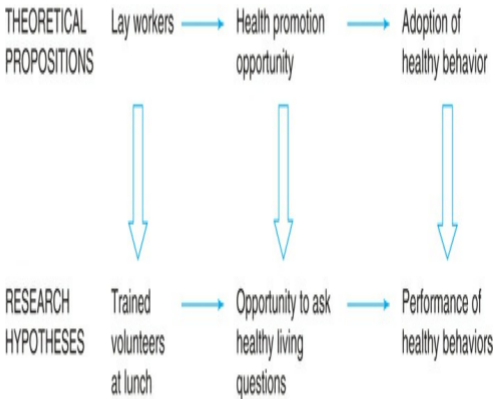 THEORETICAL
PROPOSITIONS
Lay workers
Health promotion
opportunity
Adoption of
healthy behavior
RESEARCH
HYPOTHESES
Trained
volunteers
at lunch
Opportunity to ask
healthy living
questions
Performance of
healthy behaviors